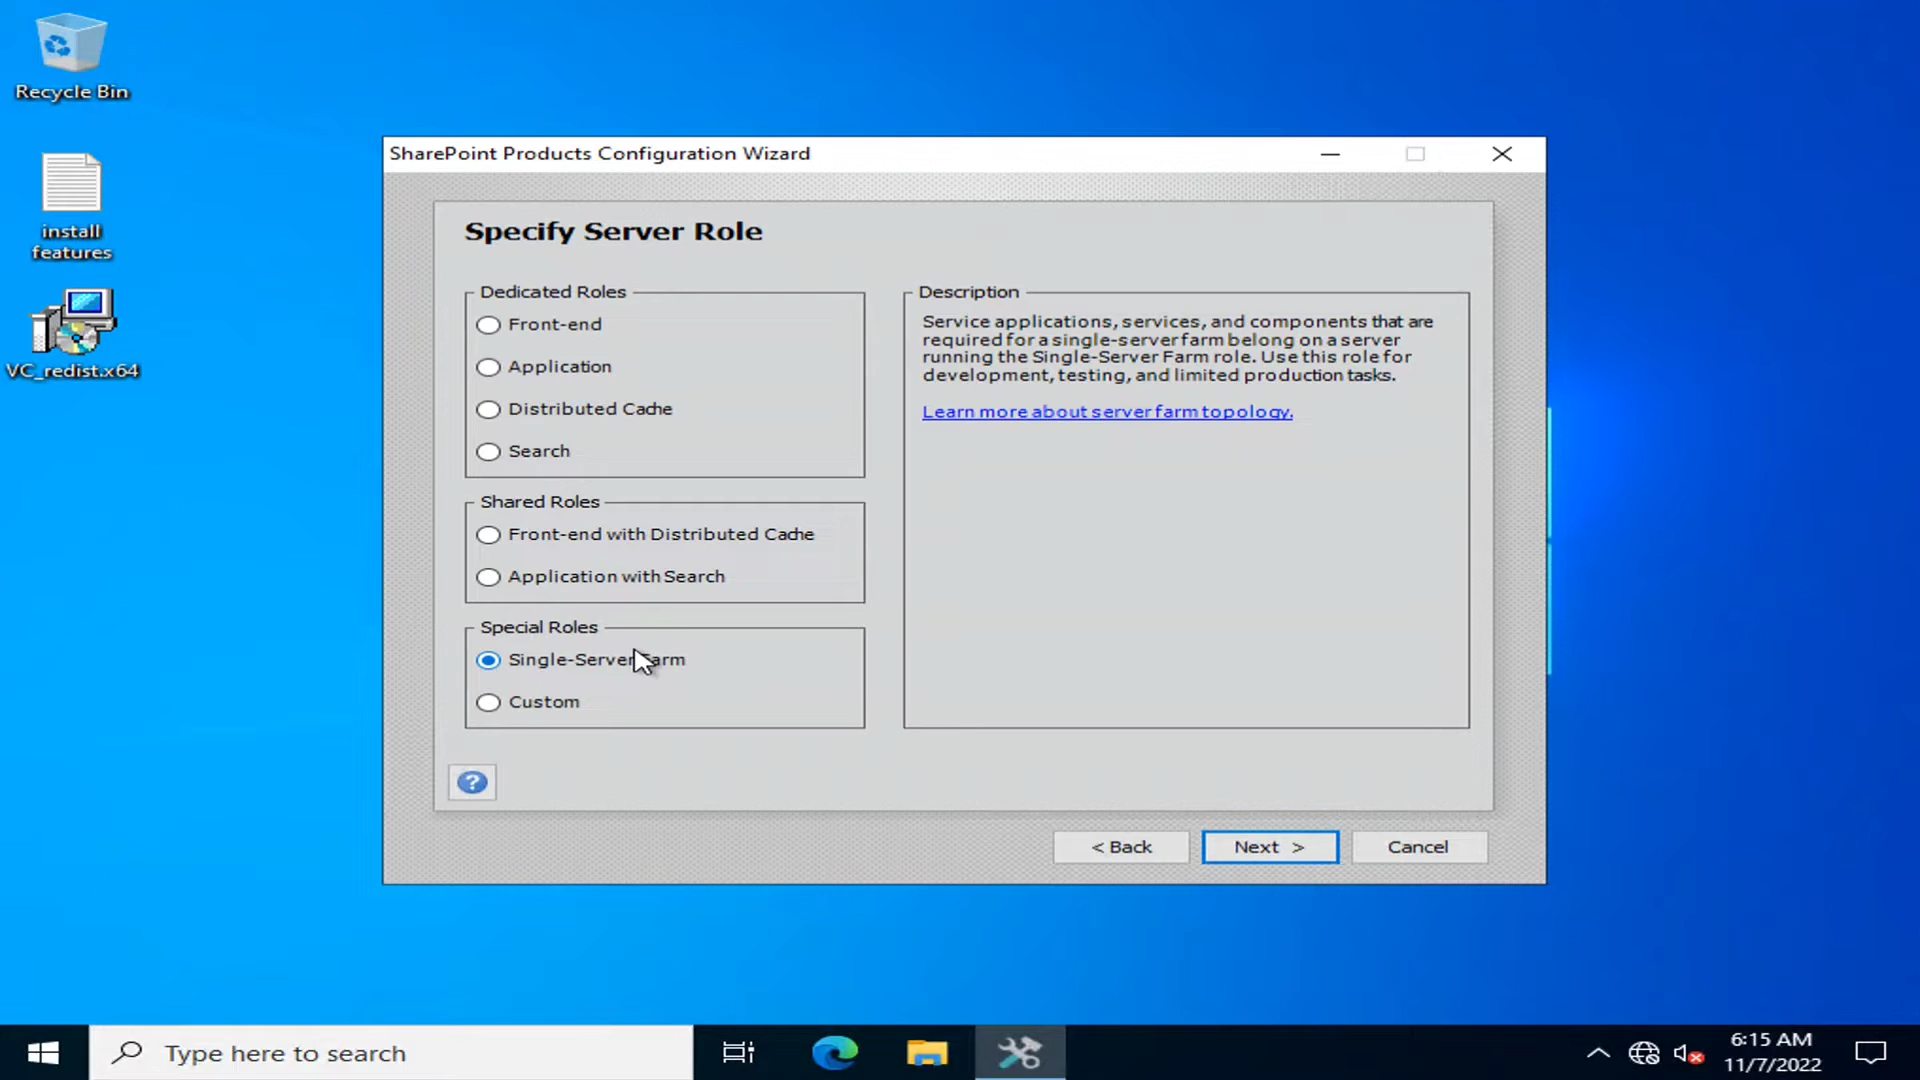 Recycle Bin
install
features
VC_redist.x64
SharePoint Products Configuration Wizard
Specify Server Role
Dedicated Roles
Front-end
Application
Distributed Cache
Search
Shared Roles
Front-end with Distributed Cache
Application with Search
Special Roles
Single-Server Farm
Custom
Description
Service applications, services, and components that are
required for a single-server farm belong on a server
running the Single-Server Farm role. Use this role for
development, testing, and limited production tasks.
Learn more about server farm topology.
?
< Back
Next >
Cancel
Type here to search
6:15 AM
11/7/2022